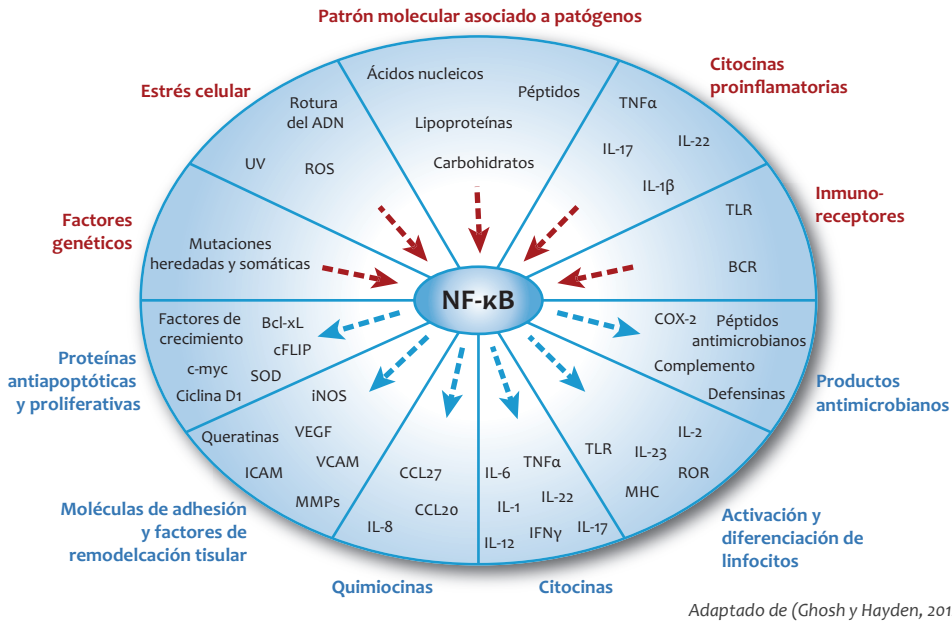 Patrón molecular asociado a patógenos
Estrés celular
Citocinas
proinflamatorias
Factores
genéticos
Inmuno-
receptores
Ácidos nucleicos
Péptidos
Lipoproteínas
Carbohidratos
Rotura
del ADN
UV
ROS
TNFα
IL-22
IL-17
IL-1β
TLR
BCR
Mutaciones
heredadas y somáticas
NF-κB
Factores de
crecimiento
Bcl-xL
cFLIP
c-myc
SOD
Ciclina D1
Proteínas
antiapoptóticas
y proliferativas
COX-2
Péptidos
antimicrobianos
Complemento
Defensinas
Productos
antimicrobianos
iNOS
Queratinas
VEGF
ICAM
VCAM
MMPs
Moléculas de adhesión
y factores de
remodelcación tisular
CCL27
CCL20
IL-8
Quimiocinas
IL-6
TNFα
IL-1
IL-22
IL-12
IFNγ
IL-17
Citocinas
TLR
IL-2
IL-23
ROR
MHC
Activación y
diferenciación de
linfocitos
Adaptado de (Ghosh y Hayden, 201